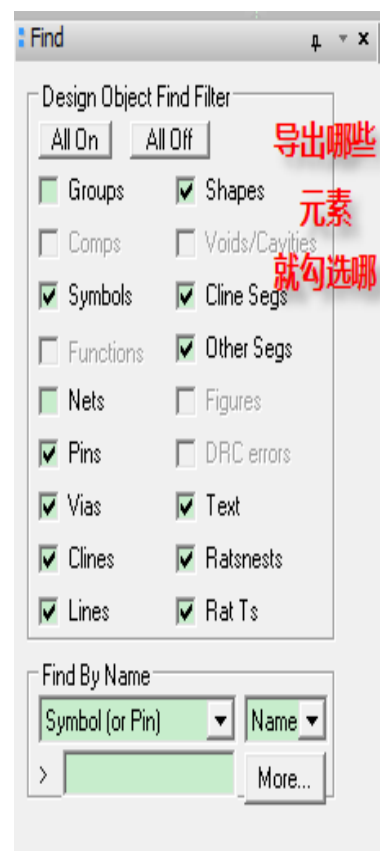 Find
Design Object Find Filter
All On All Off
导出哪些
Groups Shapes
元素
Comps Voids/Cavities
就勾选哪
Symbols Cline Segs
Functions Other Segs
Nets Figures
Pins DRC errors
Vias Text
Clines Ratsnests
Lines Rat Ts
Find By Name
Symbol (or Pin) Name
> More...